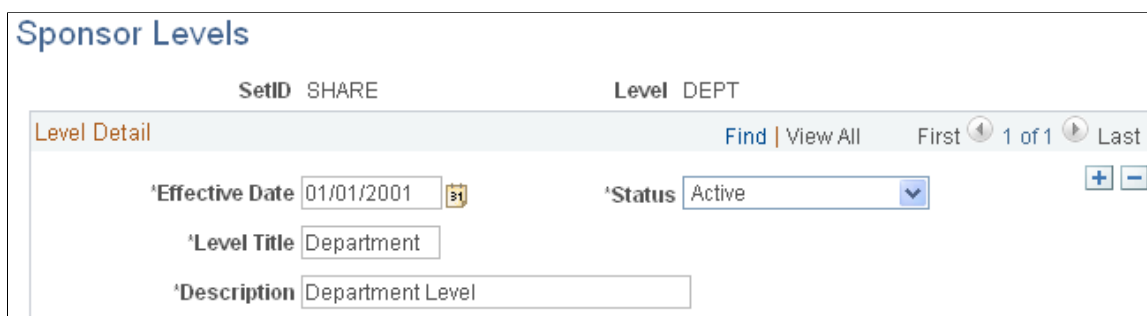 Sponsor Levels
SetID SHARE Level DEPT
Level Detail Find | View All First 1 of 1 Last
*Effective Date 01/01/2001 31 *Status Active
*Level Title Department
*Description Department Level